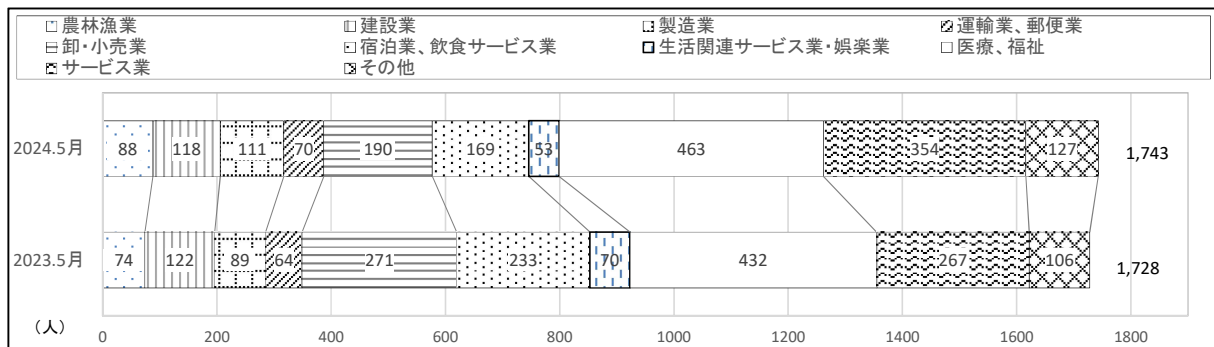 農林漁業 建設業 製造業 運輸業、郵便業
卸・小売業 宿泊業、飲食サービス業 生活関連サービス業・娯楽業 医療、福祉
サービス業 その他
2024.5月 88 118 111 70 190 169 53 463 354 127 1,743
2023.5月 74 122 89 64 271 233 70 432 267 106 1,728
(人) 0 200 400 600 800 1000 1200 1400 1600 1800